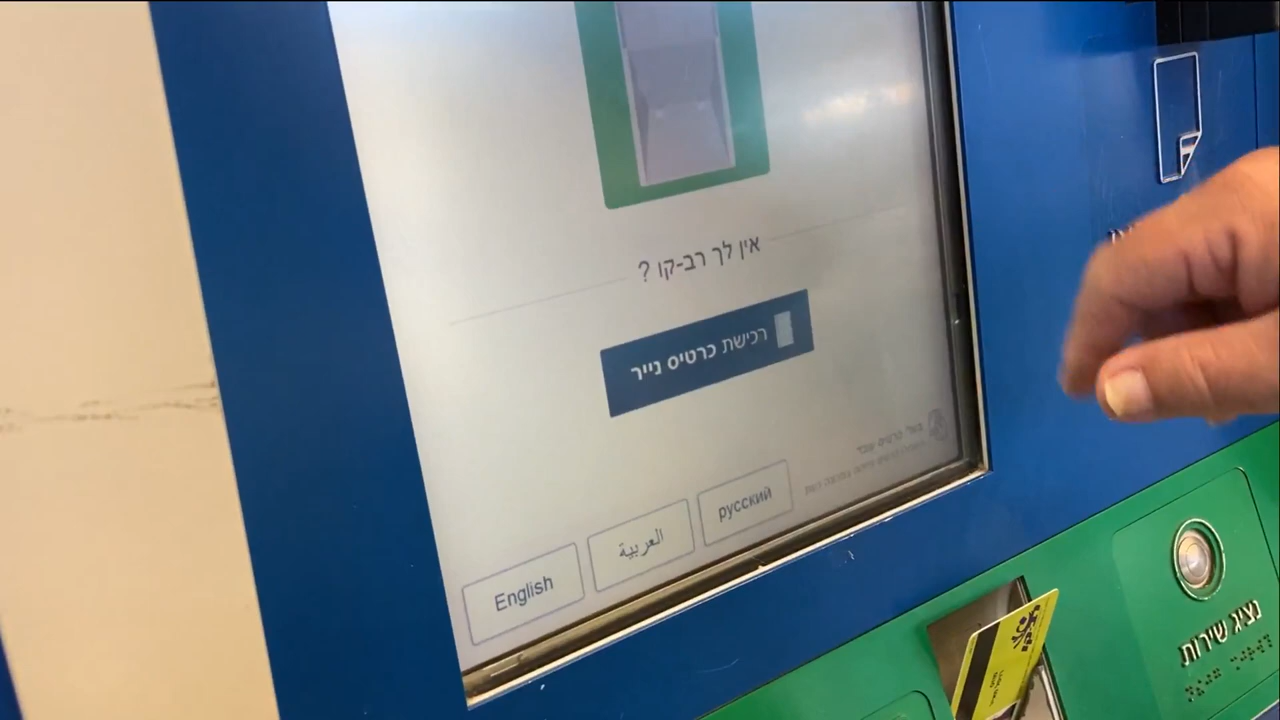 אין לך רב-קו ?
רכישת כרטיס נייר
English
العربية
русский
נציג שירות